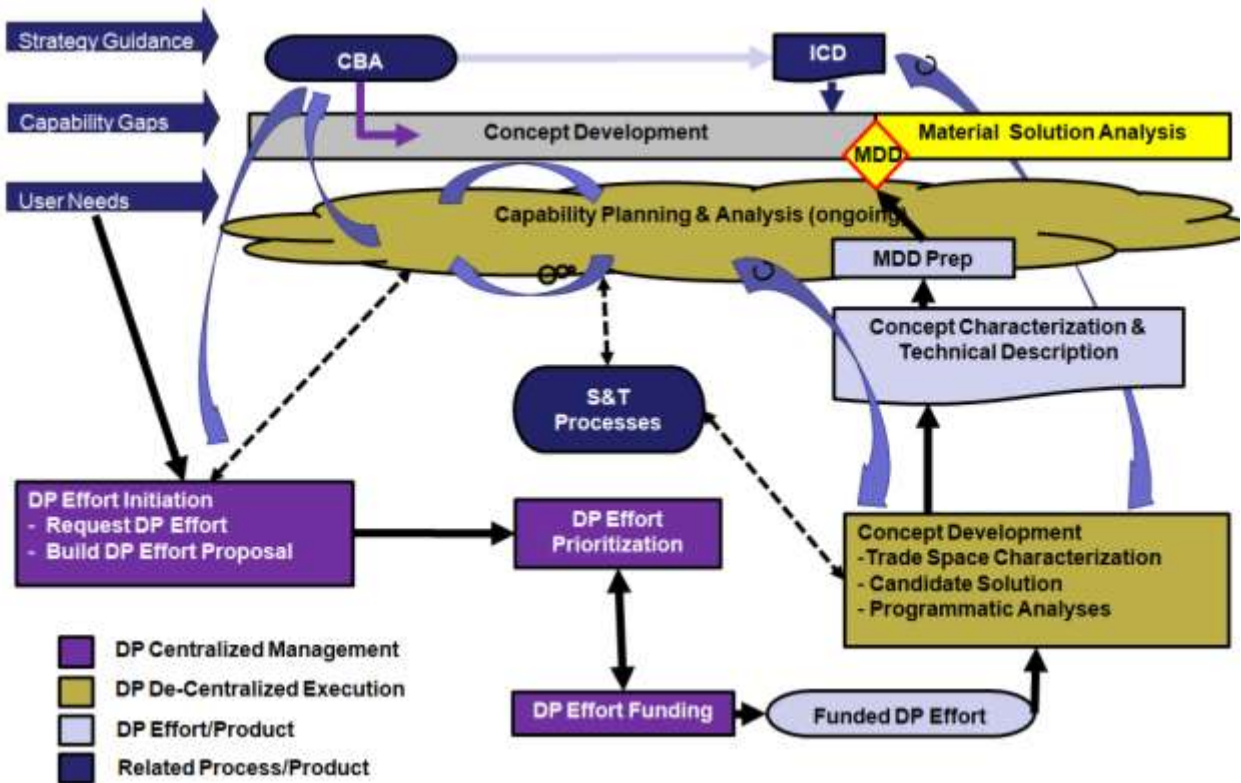 Strategy Guidance
CBA
ICD
Capability Gaps
Concept Development
Material Solution Analysis
MDD
User Needs
Capability Planning & Analysis (ongoing)
MDD Prep
Concept Characterization &
Technical Description
S&T
Processes
DP Effort Initiation
- Request DP Effort
- Build DP Effort Proposal
DP Effort
Prioritization
Concept Development
-Trade Space Characterization
- Candidate Solution
- Programmatic Analyses
DP Effort Funding
Funded DP Effort
DP Centralized Management
DP De-Centralized Execution
DP Effort/Product
Related Process/Product